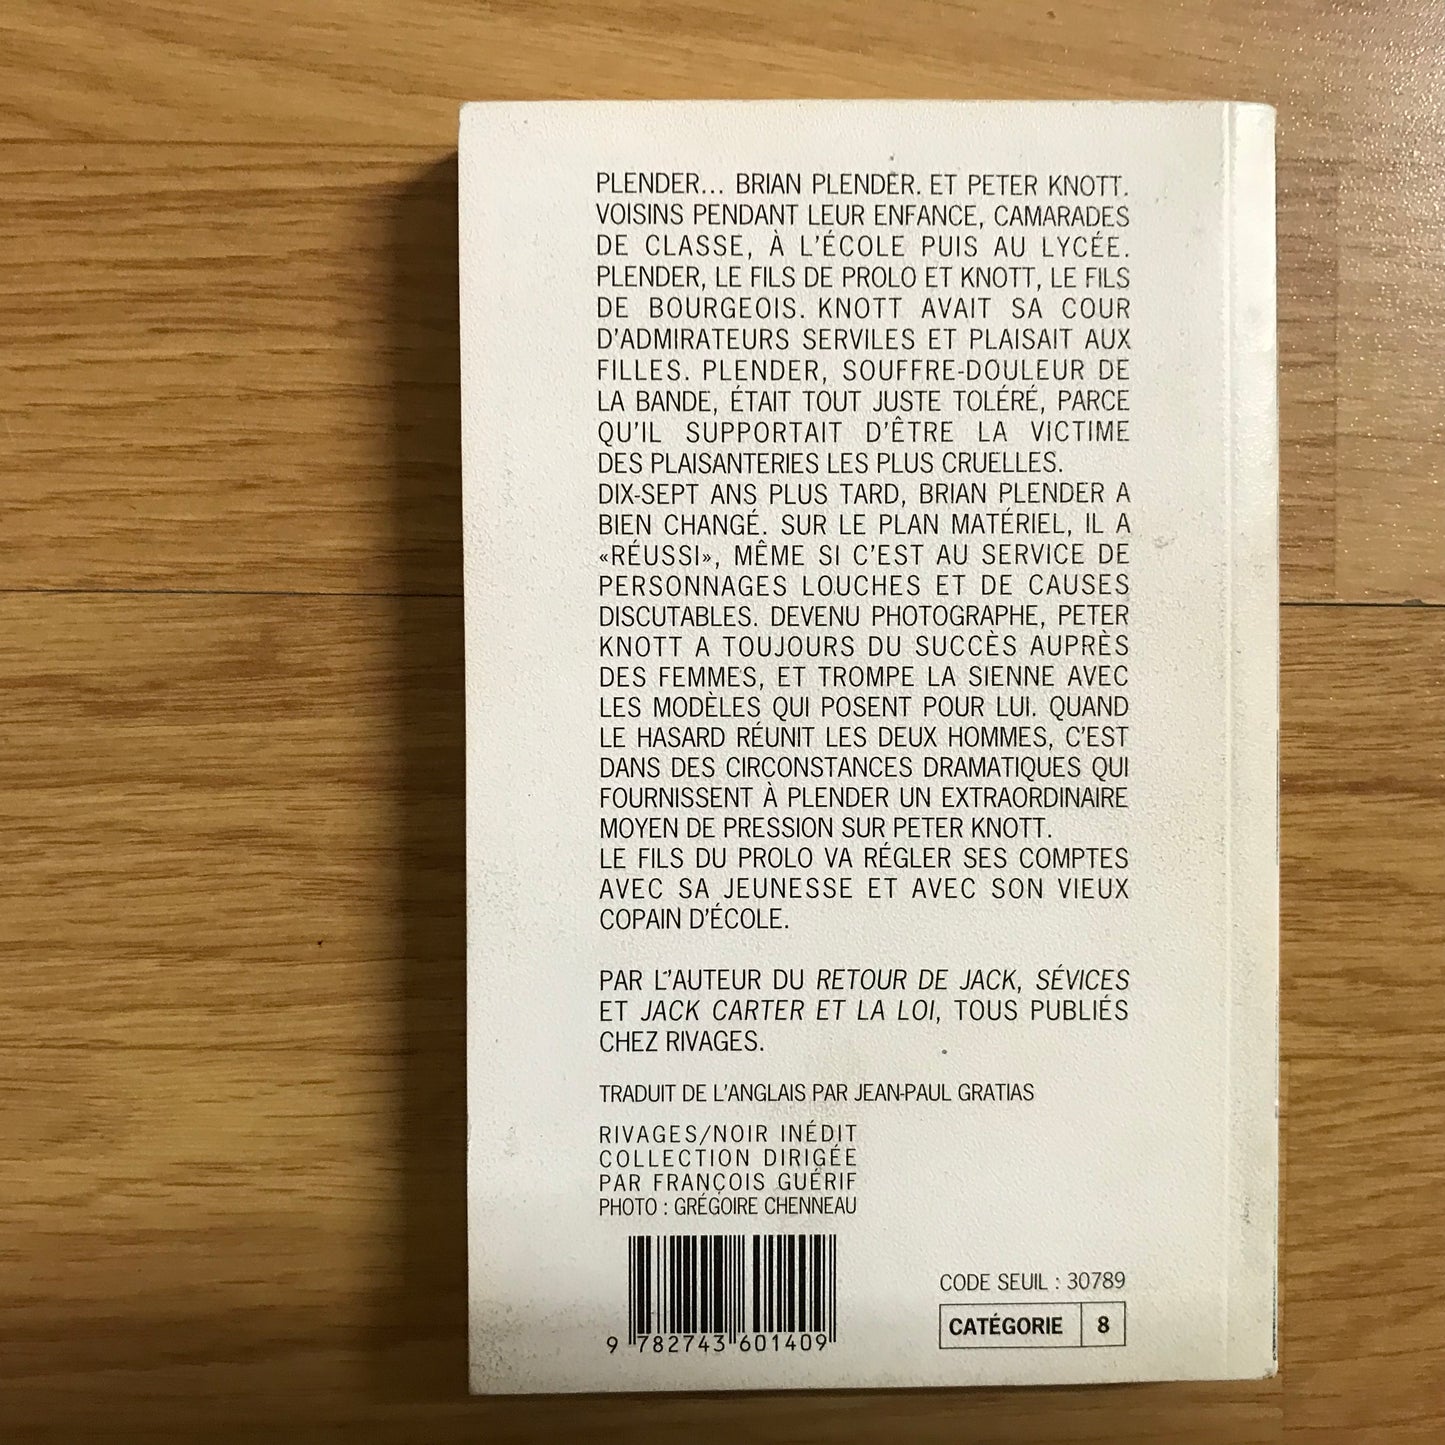 PLENDER... BRIAN PLENDER. ET PETER KNOTT.
VOISINS PENDANT LEUR ENFANCE, CAMARADES
DE CLASSE, À L'ÉCOLE PUIS AU LYCÉE.
PLENDER, LE FILS DE PROLO ET KNOTT, LE FILS
DE BOURGEOIS. KNOTT AVAIT SA COUR
D'ADMIRATEURS SERVILES ET PLAISAIT AUX
FILLES. PLENDER, SOUFFRE-DOULEUR DE
LA BANDE, ÉTAIT TOUT JUSTE TOLÉRÉ, PARCE
QU'IL SUPPORTAIT D'ÊTRE LA VICTIME
DES PLAISANTERIES LES PLUS CRUELLES.
DIX-SEPT ANS PLUS TARD, BRIAN PLENDER A
BIEN CHANGÉ. SUR LE PLAN MATÉRIEL, IL A
«RÉUSSI», MÊME SI C'EST AU SERVICE DE
PERSONNAGES LOUCHES ET DE CAUSES
DISCUTABLES. DEVENU PHOTOGRAPHE, PETER
KNOTT A TOUJOURS DU SUCCÈS AUPRÈS
DES FEMMES, ET TROMPE LA SIENNE AVEC
LES MODÈLES QUI POSENT POUR LUI. QUAND
LE HASARD RÉUNIT LES DEUX HOMMES, C'EST
DANS DES CIRCONSTANCES DRAMATIQUES QUI
FOURNISSENT À PLENDER UN EXTRAORDINAIRE
MOYEN DE PRESSION SUR PETER KNOTT.
LE FILS DU PROLO VA RÉGLER SES COMPTES
AVEC SA JEUNESSE ET AVEC SON VIEUX
COPAIN D'ÉCOLE.
PAR L'AUTEUR DU RETOUR DE JACK, SÉVICES
ET JACK CARTER ET LA LOI, TOUS PUBLIÉS
CHEZ RIVAGES.
TRADUIT DE L'ANGLAIS PAR JEAN-PAUL GRATIAS
RIVAGES/NOIR INÉDIT
COLLECTION DIRIGÉE
PAR FRANÇOIS GUÉRIF
PHOTO : GRÉGOIRE CHENNEAU
9 782743 601409
CODE SEUIL : 30789
CATÉGORIE 8